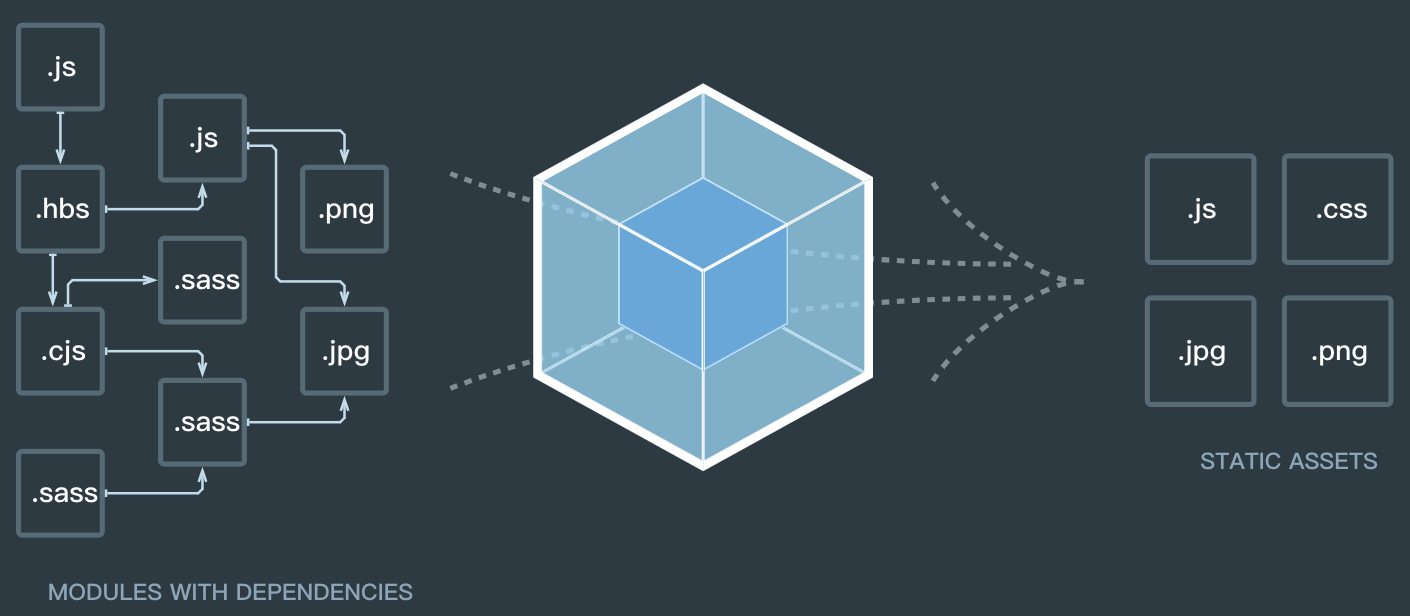 .js
.js
.hbs
.png
.sass
.cjs
.jpg
.sass
.sass
MODULES WITH DEPENDENCIES
.js
.css
.jpg
.png
STATIC ASSETS